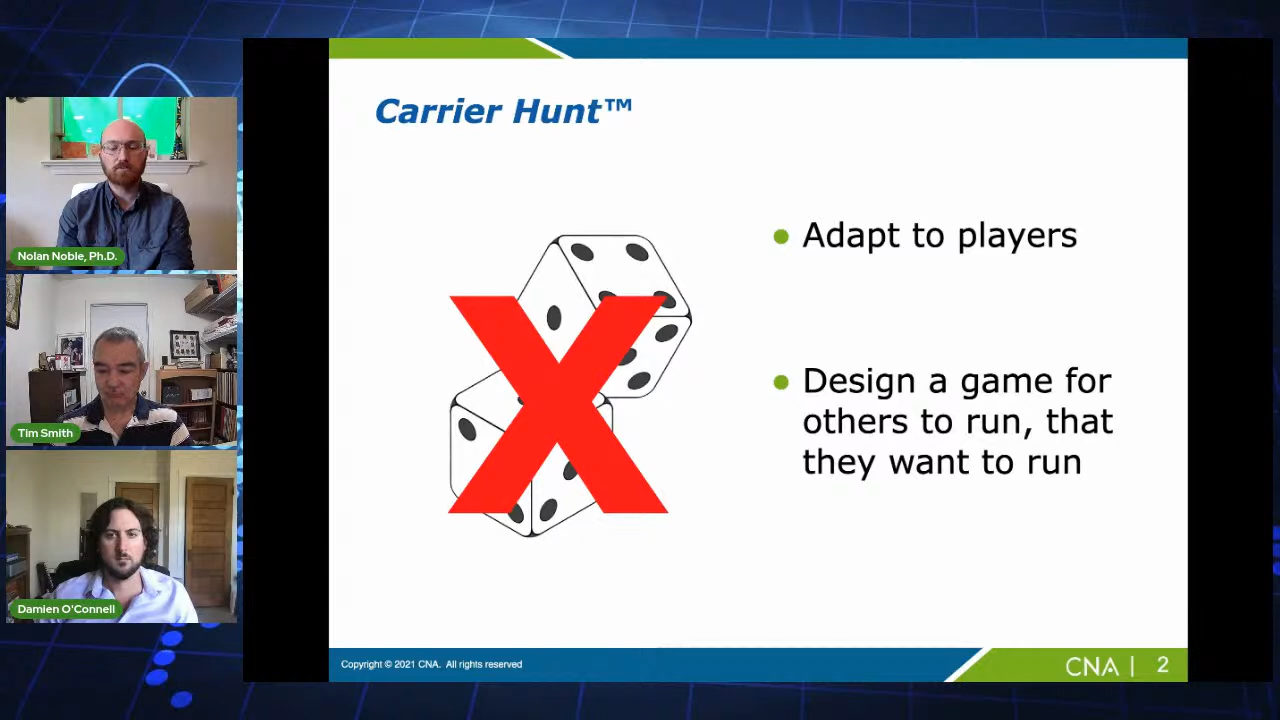 Carrier Hunt™
Adapt to players
Design a game for
others to run, that
they want to run
Nolan Noble, Ph.D.
Tim Smith
Damien O'Connell
Copyright © 2021 CNA. All rights reserved
CNA | 2